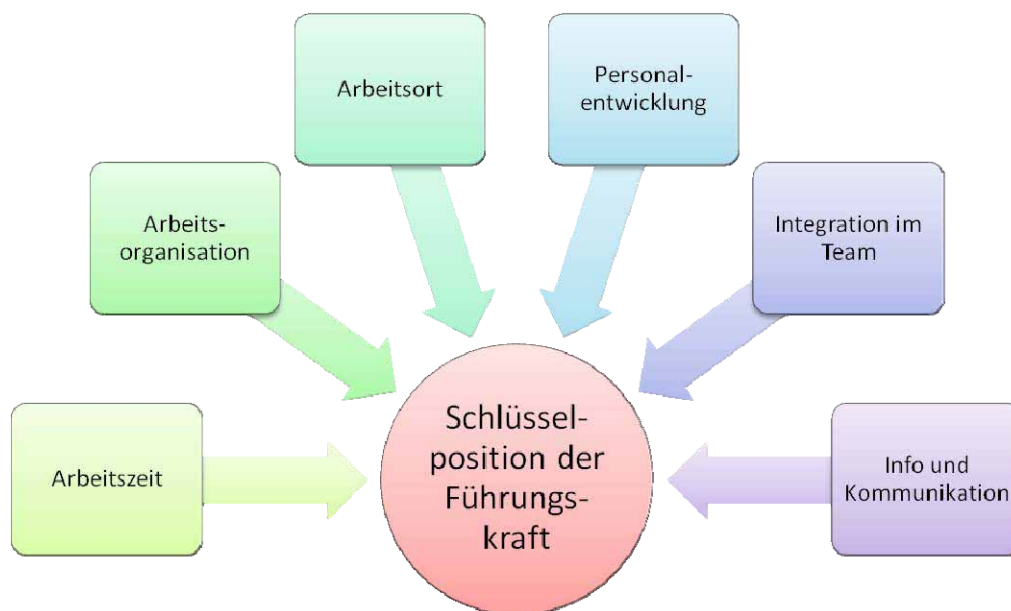 Arbeitsort
Personal-
entwicklung
Arbeits-
organisation
Integration im
Team
Arbeitszeit
Schlüssel-
position der
Führungs-
kraft
Info und
Kommunikation